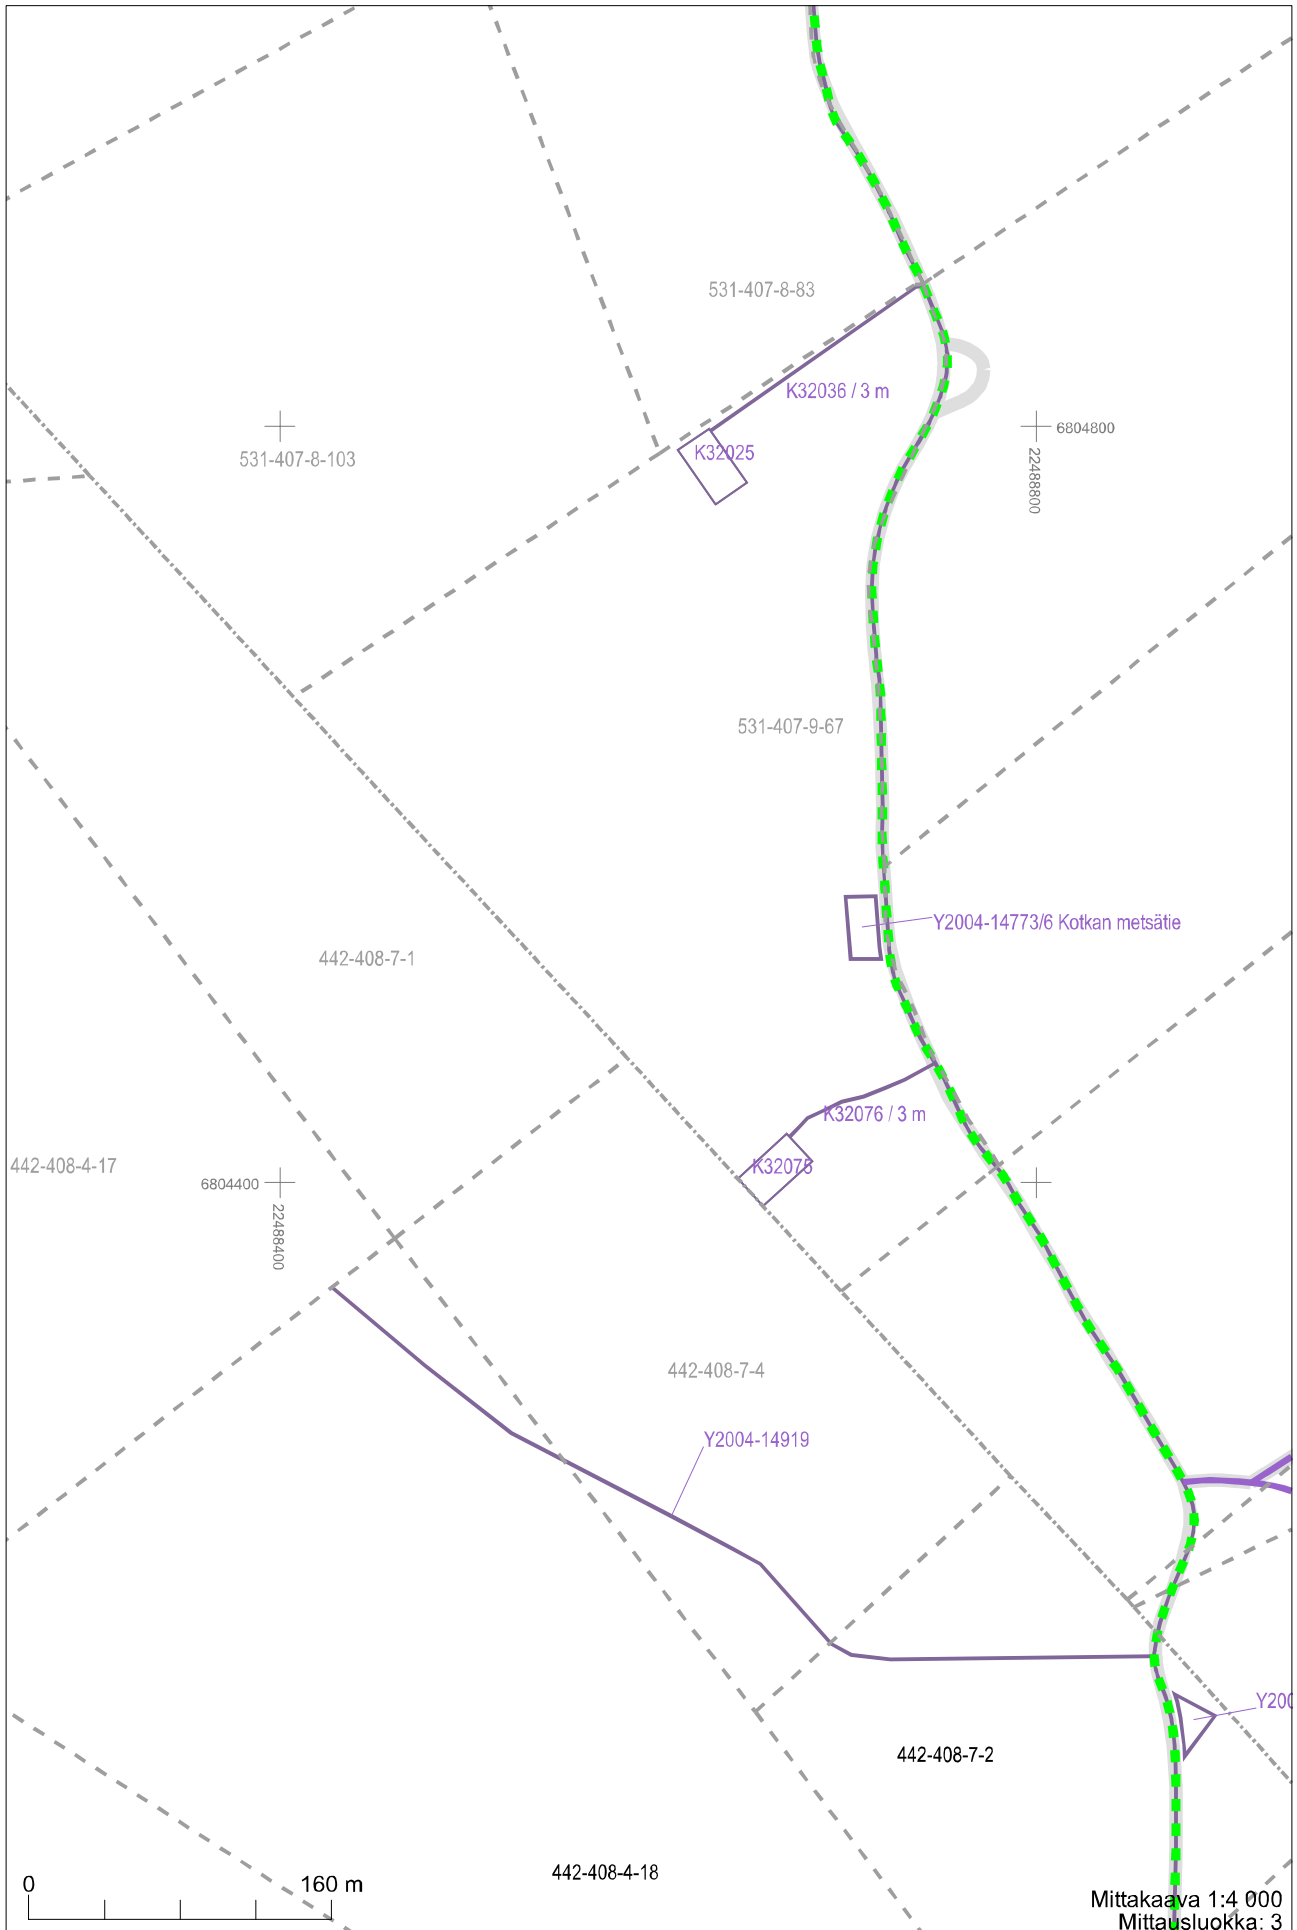 531-407-8-83
K32036 / 3 m
6804800
K32025
531-407-8-103
22488800
531-407-9-67
Y2004-14773/6 Kotkan metsätie
442-408-7-1
K32076 / 3 m
442-408-4-17
K32075
6804400
22488400
442-408-7-4
Y2004-14919
Y200
442-408-7-2
442-408-4-18
0 160 m
Mittakaava 1:4 000
Mittausluokka: 3